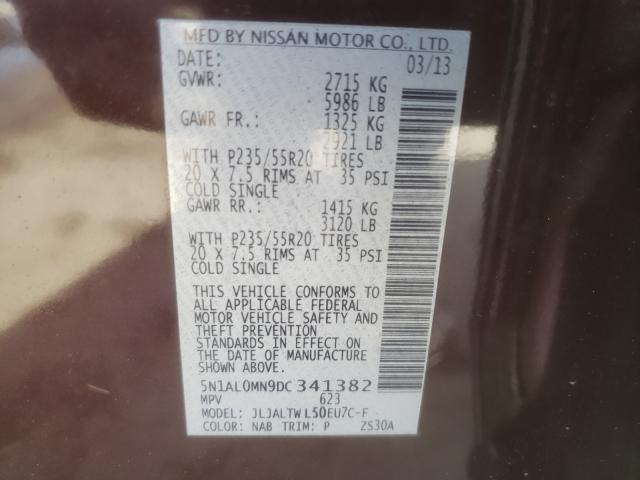 MFD BY NISSAN MOTOR CO., LTD.
DATE: 03/13
GVWR: 2715 KG
5986 LB
GAWR FR.: 1325 KG
2921 LB
WITH P235/55R20 TIRES
20 X 7.5 RIMS AT 35 PSI
COLD SINGLE
GAWR RR.: 1415 KG
3120 LB
WITH P235/55R20 TIRES
20 X 7.5 RIMS AT 35 PSI
COLD SINGLE
THIS VEHICLE CONFORMS TO
ALL APPLICABLE FEDERAL
MOTOR VEHICLE SAFETY AND
THEFT PREVENTION
STANDARDS IN EFFECT ON
THE DATE OF MANUFACTURE
SHOWN ABOVE.
5N1AL0MN9DC341382
MPV 623
MODEL: JLJALTWL50EU7C-F
COLOR: NAB TRIM: P ZS30A